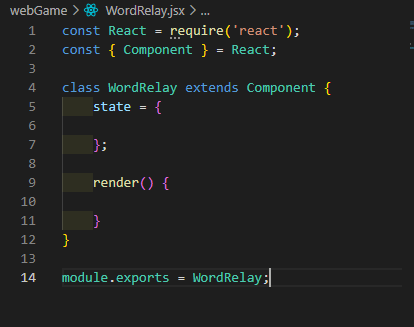 webGame > WordRelay.jsx > ...
1 const React = require('react');
2 const { Component } = React;
3
4 class WordRelay extends Component {
5     state = {
6
7     };
8
9     render() {
10
11     }
12 }
13
14 module.exports = WordRelay;